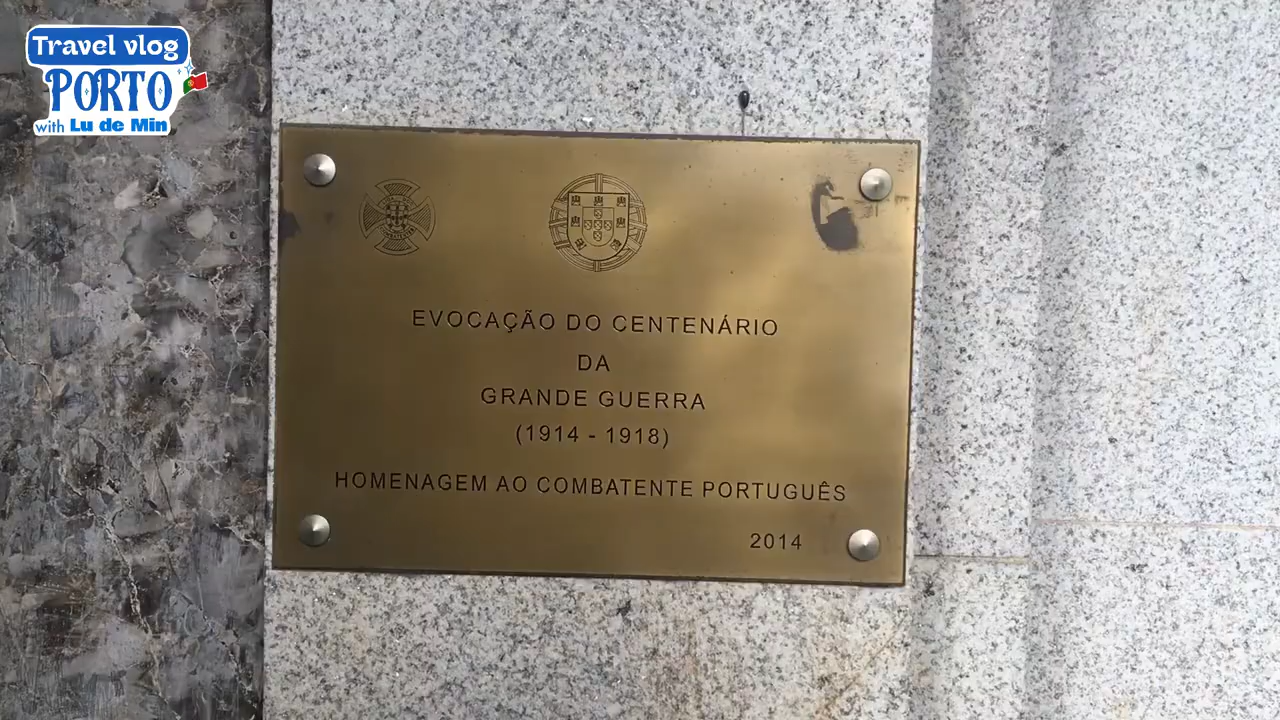 Travel vlog
PORTO
with Lu de Min
EVOCAÇÃO DO CENTENÁRIO
DA
GRANDE GUERRA
(1914 - 1918)
HOMENAGEM AO COMBATENTE PORTUGUÊS
2014